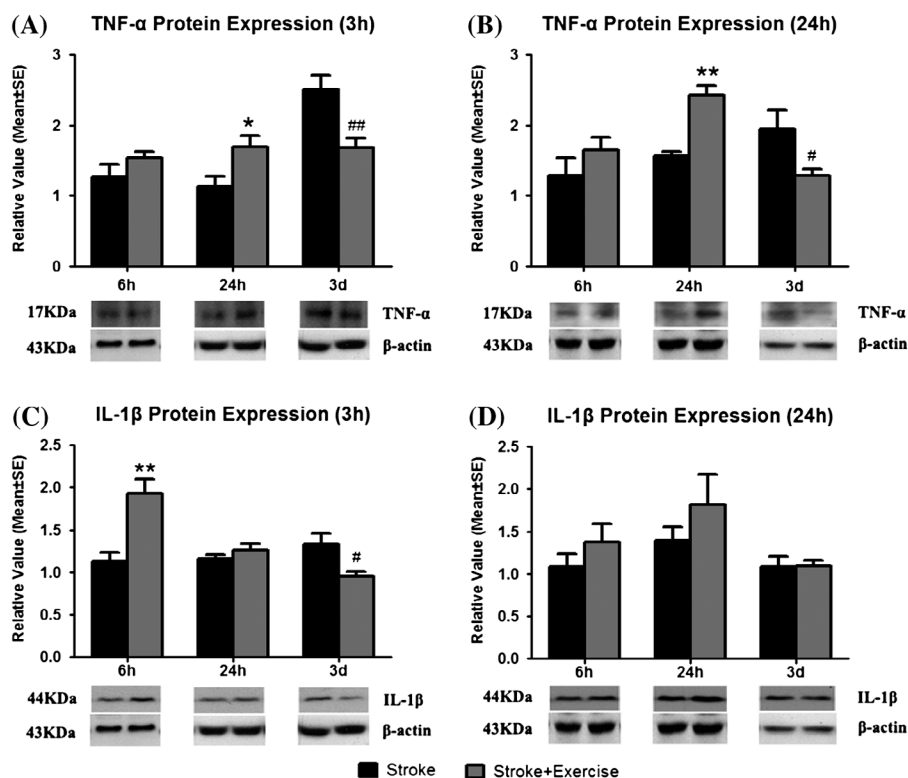 (A) TNF-α Protein Expression (3h)
Relative Value (Mean±SE)
3
2
1
0
*
##
6h 24h 3d
17KDa TNF-α
43KDa β-actin
(B) TNF-α Protein Expression (24h)
Relative Value (Mean±SE)
3
2
1
0
**
#
6h 24h 3d
17KDa TNF-α
43KDa β-actin
(C) IL-1β Protein Expression (3h)
Relative Value (Mean±SE)
2.5
2.0
1.5
1.0
0.5
0.0
**
#
6h 24h 3d
44KDa IL-1β
43KDa β-actin
(D) IL-1β Protein Expression (24h)
Relative Value (Mean±SE)
2.5
2.0
1.5
1.0
0.5
0.0
6h 24h 3d
44KDa IL-1β
43KDa β-actin
Stroke Stroke+Exercise